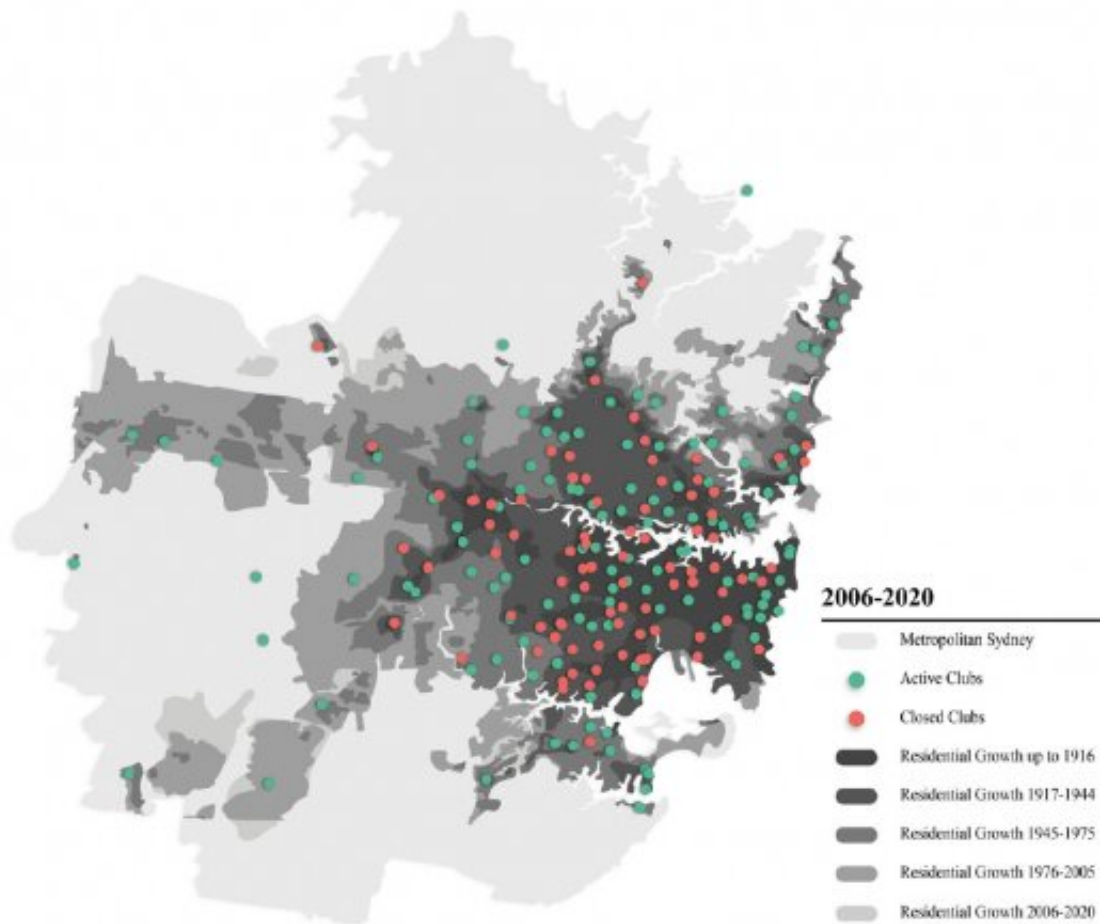 2006-2020
Metropolitan Sydney
Active Clubs
Closed Clubs
Residential Growth up to 1916
Residential Growth 1917-1944
Residential Growth 1945-1975
Residential Growth 1976-2005
Residential Growth 2006-2020